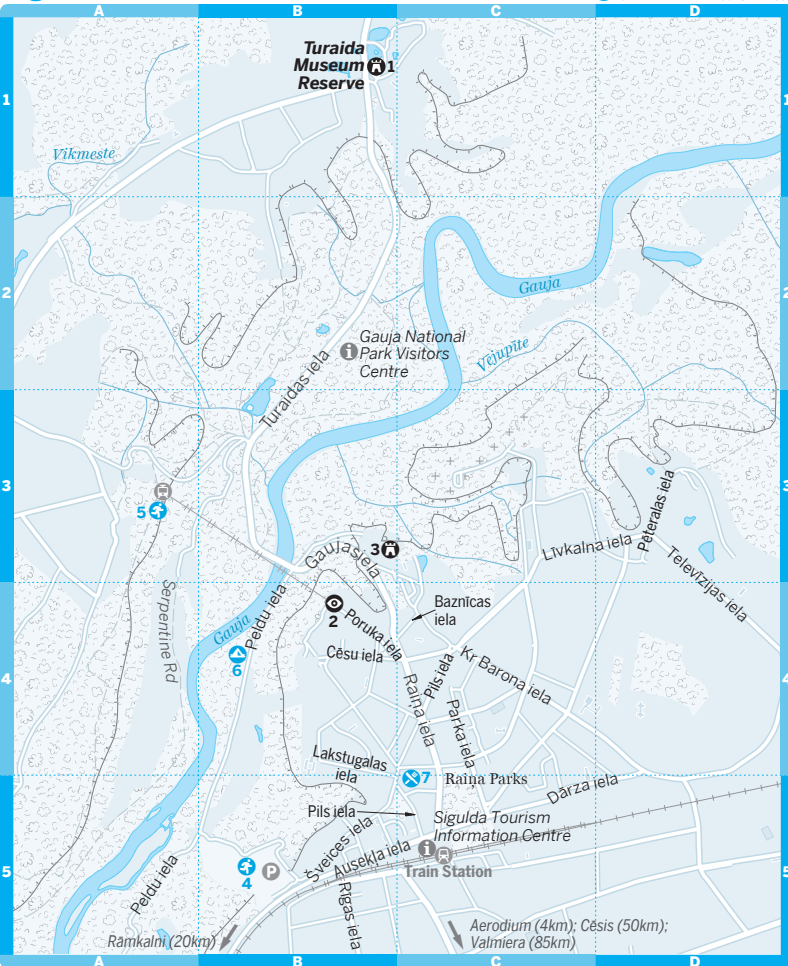 A B C D
Turaida
Museum
Reserve
1
1
1
Vikmeste
2
2
Gauja
Gauja National
Park Visitors
Centre
Vējupīte
Turaidas iela
3
3
5
3
Gaujas iela
Līvkalna iela
Pēteralas iela
Televīzijas iela
Serpentine Rd
Gauja
Peldu iela
2
Poruka iela
Baznīcas
iela
Cēsu iela
6
Kr Barona iela
4
4
Pils iela
Raiņa iela
Parka iela
Lakstugalas
iela
7
Raiņa Parks
Dārza iela
Pils iela
Sigulda Tourism
Information Centre
Šveices iela
Ausekļa iela
Train Station
5
5
4
P
Peldu iela
Rīgas iela
Rāmkalni (20km)
Aerodium (4km); Cēsis (50km);
Valmiera (85km)
A B C D